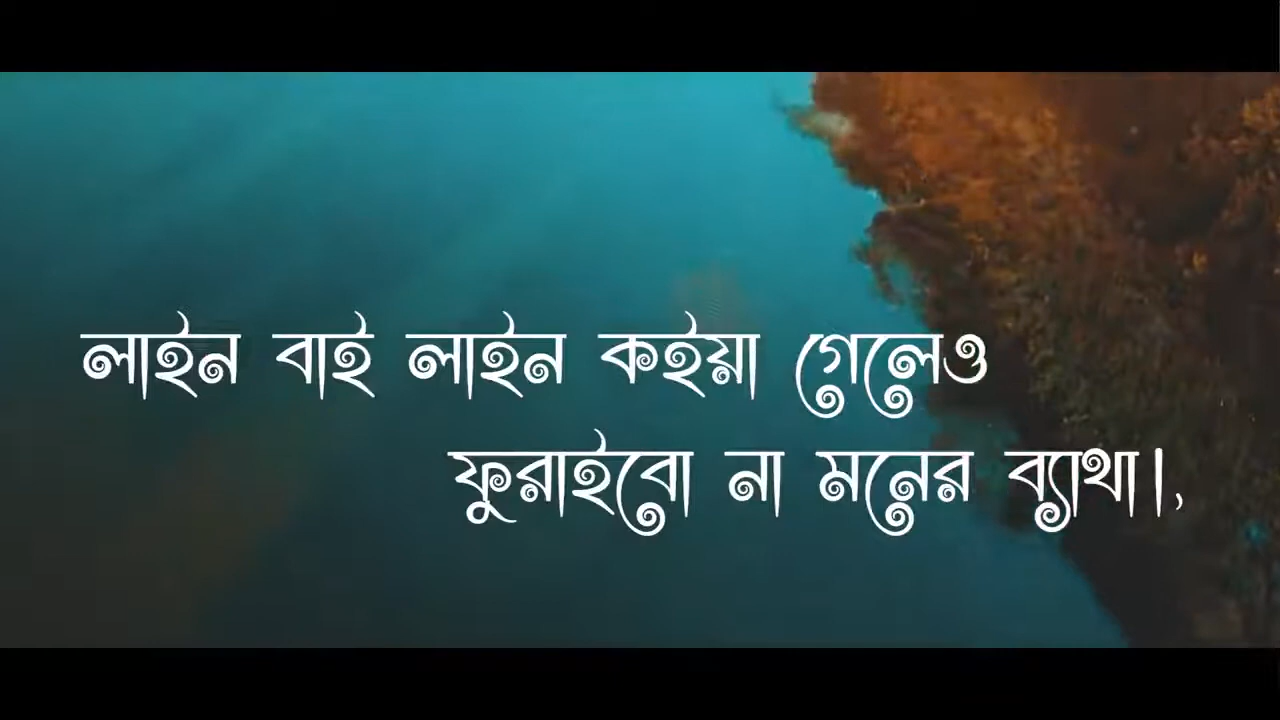 লাইন বাই লাইন কইয়া গেলেও
ফুরাইবো না মনের ব্যাথা।,